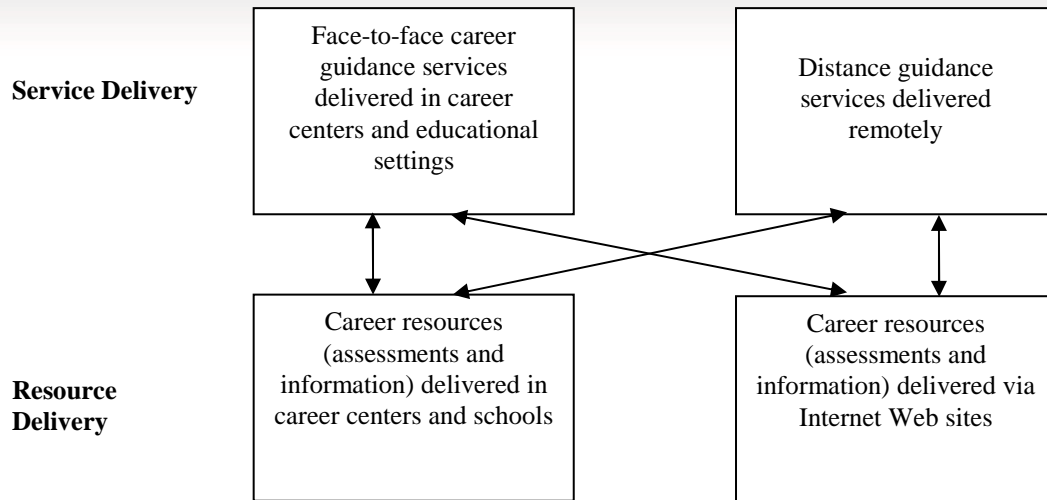 Service Delivery
Face-to-face career
guidance services
delivered in career
centers and educational
settings
Distance guidance
services delivered
remotely
Resource
Delivery
Career resources
(assessments and
information) delivered in
career centers and schools
Career resources
(assessments and
information) delivered via
Internet Web sites